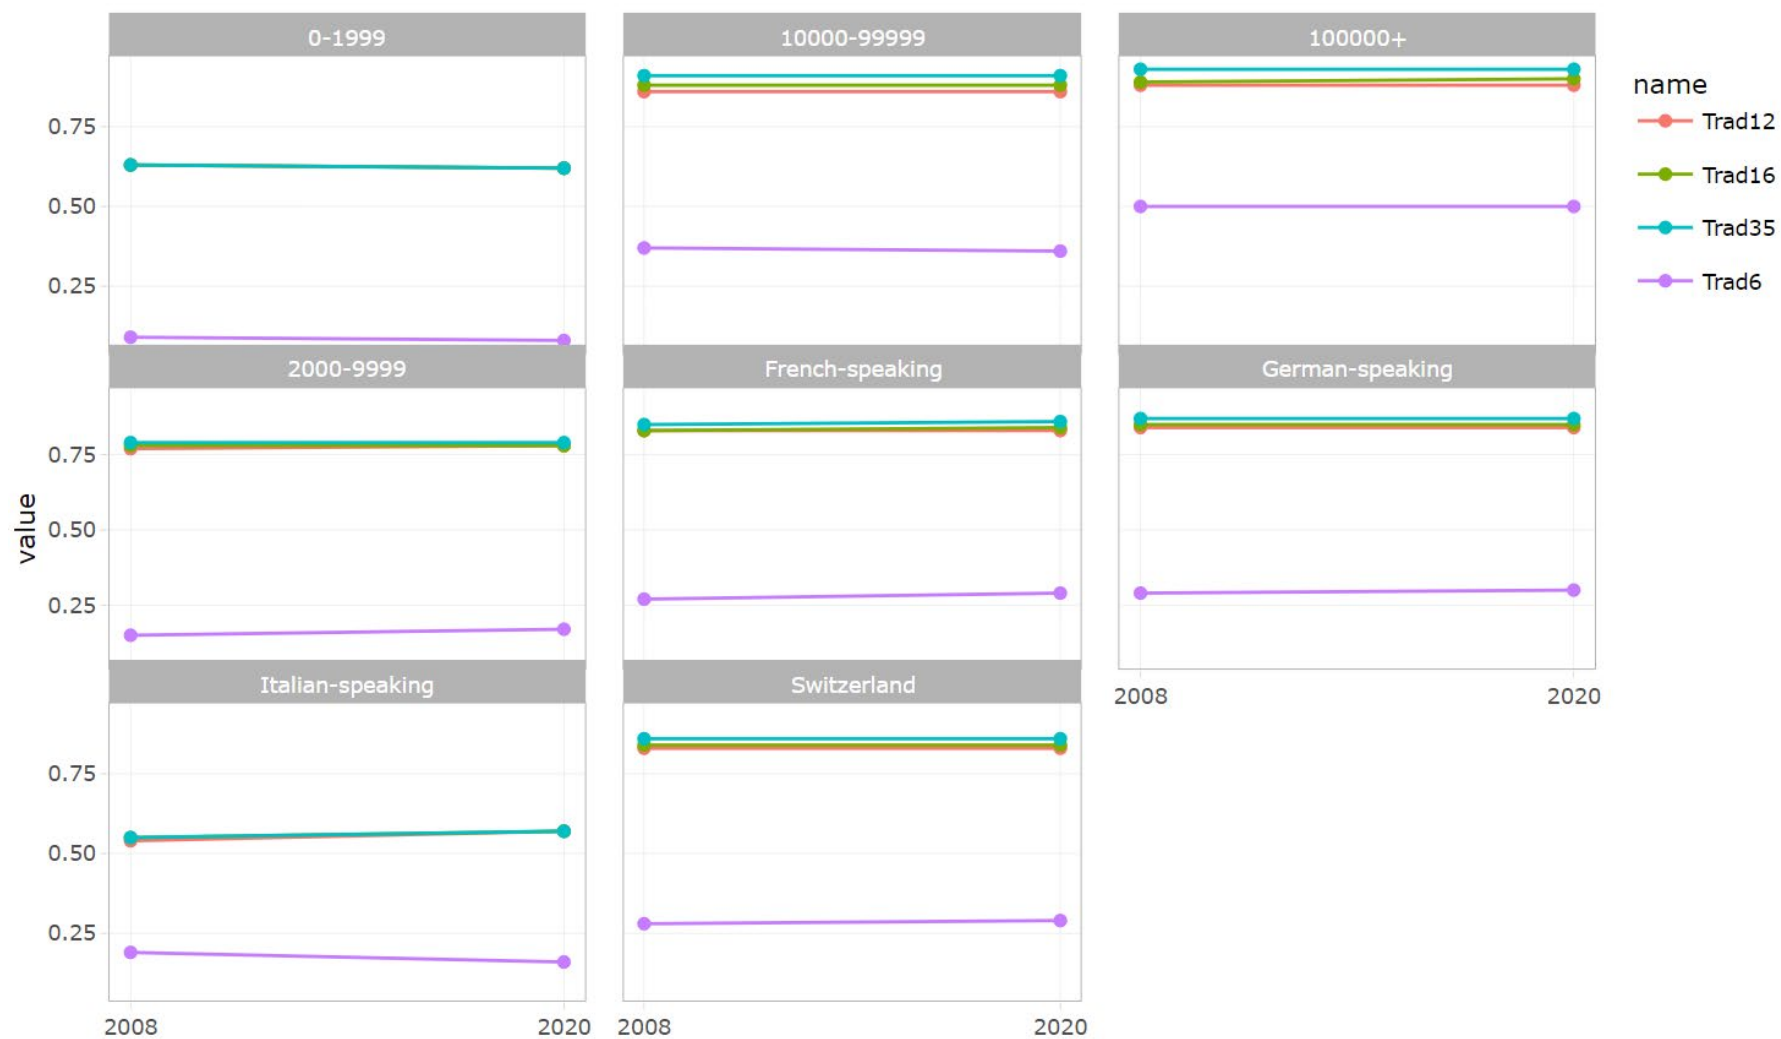 0-1999
10000-99999
100000+
name
Trad12
Trad16
Trad35
Trad6
0.75
0.50
0.25
2000-9999
French-speaking
German-speaking
0.75
0.50
0.25
value
Italian-speaking
Switzerland
2008
2020
0.75
0.50
0.25
2008
2020
2008
2020